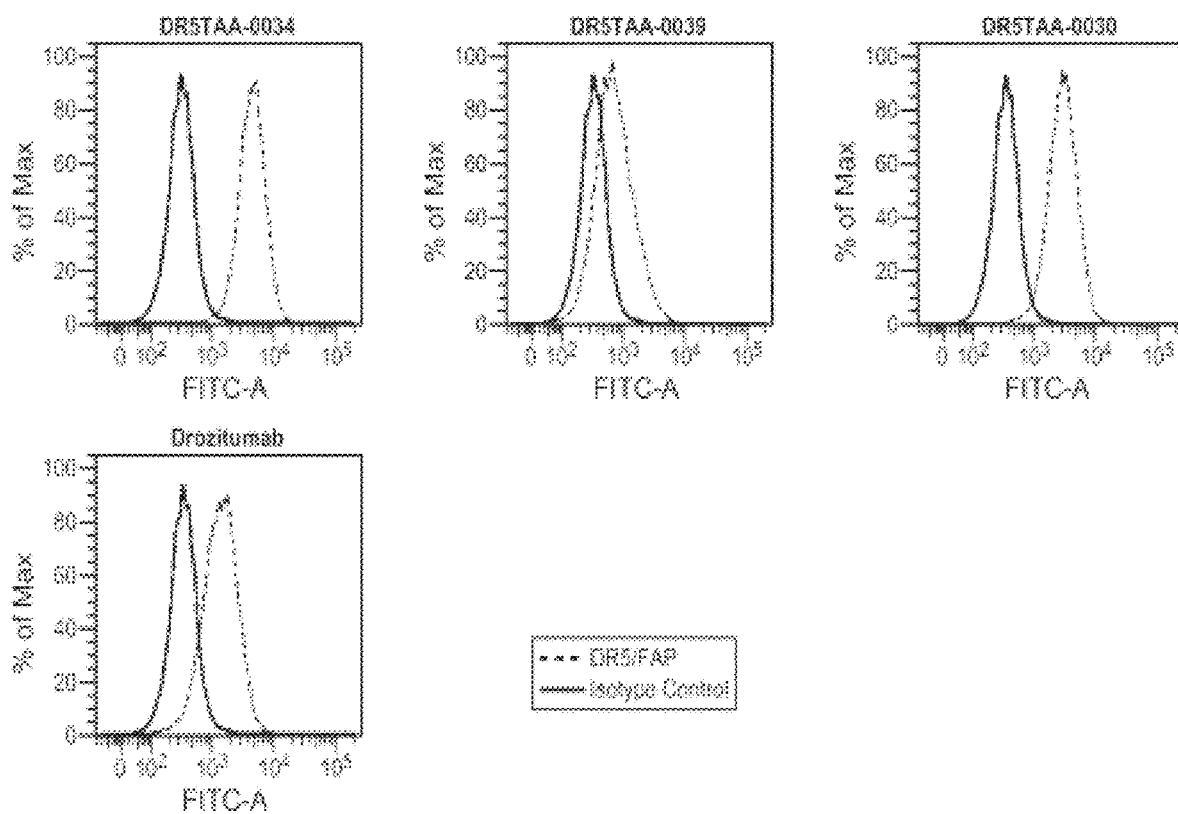 DR5TAA-0034
100
80
60
40
20
0
% of Max
0 10² 10³ 10⁴ 10⁵
FITC-A
DR5TAA-0039
100
80
60
40
20
0
% of Max
0 10² 10³ 10⁴ 10⁵
FITC-A
DR5TAA-0030
100
80
60
40
20
0
% of Max
0 10² 10³ 10⁴ 10⁵
FITC-A
Drozitumab
100
80
60
40
20
0
% of Max
0 10² 10³ 10⁴ 10⁵
FITC-A
DR5/FAP
Isotype Control